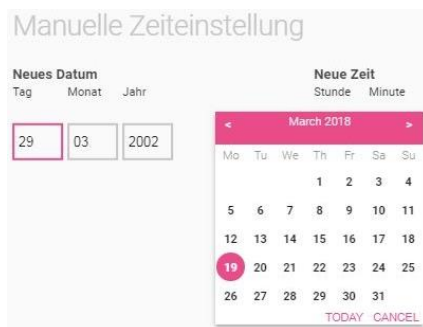 Manuelle Zeiteinstellung
Neues Datum
Tag Monat Jahr
29 03 2002
Neue Zeit
Stunde Minute
< March 2018 >
Mo Tu We Th Fr Sa Su
1 2 3 4
5 6 7 8 9 10 11
12 13 14 15 16 17 18
19 20 21 22 23 24 25
26 27 28 29 30 31
TODAY CANCEL